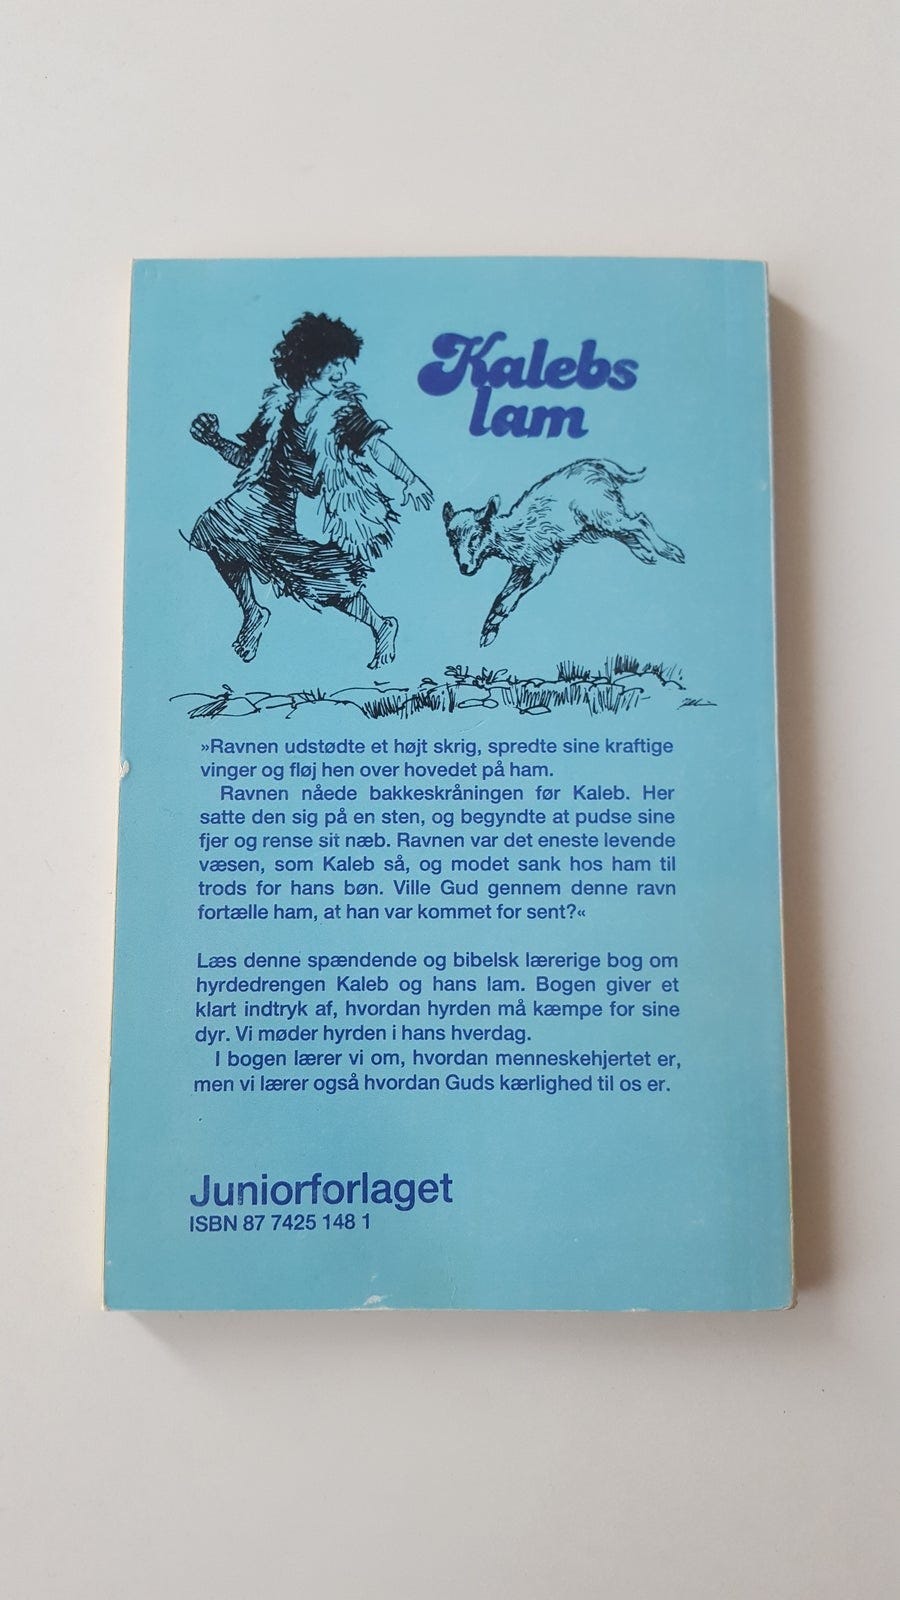 Kalebs
lam
»Ravnen udstødte et højt skrig, spredte sine kraftige
vinger og fløj hen over hovedet på ham.
Ravnen nåede bakkeskråningen før Kaleb. Her
satte den sig på en sten, og begyndte at pudse sine
fjer og rense sit næb. Ravnen var det eneste levende
væsen, som Kaleb så, og modet sank hos ham til
trods for hans bøn. Ville Gud gennem denne ravn
fortælle ham, at han var kommet for sent?«
Læs denne spændende og bibelsk lærerige bog om
hyrdedrengen Kaleb og hans lam. Bogen giver et
klart indtryk af, hvordan hyrden må kæmpe for sine
dyr. Vi møder hyrden i hans hverdag.
I bogen lærer vi om, hvordan menneskehjertet er,
men vi lærer også hvordan Guds kærlighed til os er.
Juniorforlaget
ISBN 87 7425 148 1